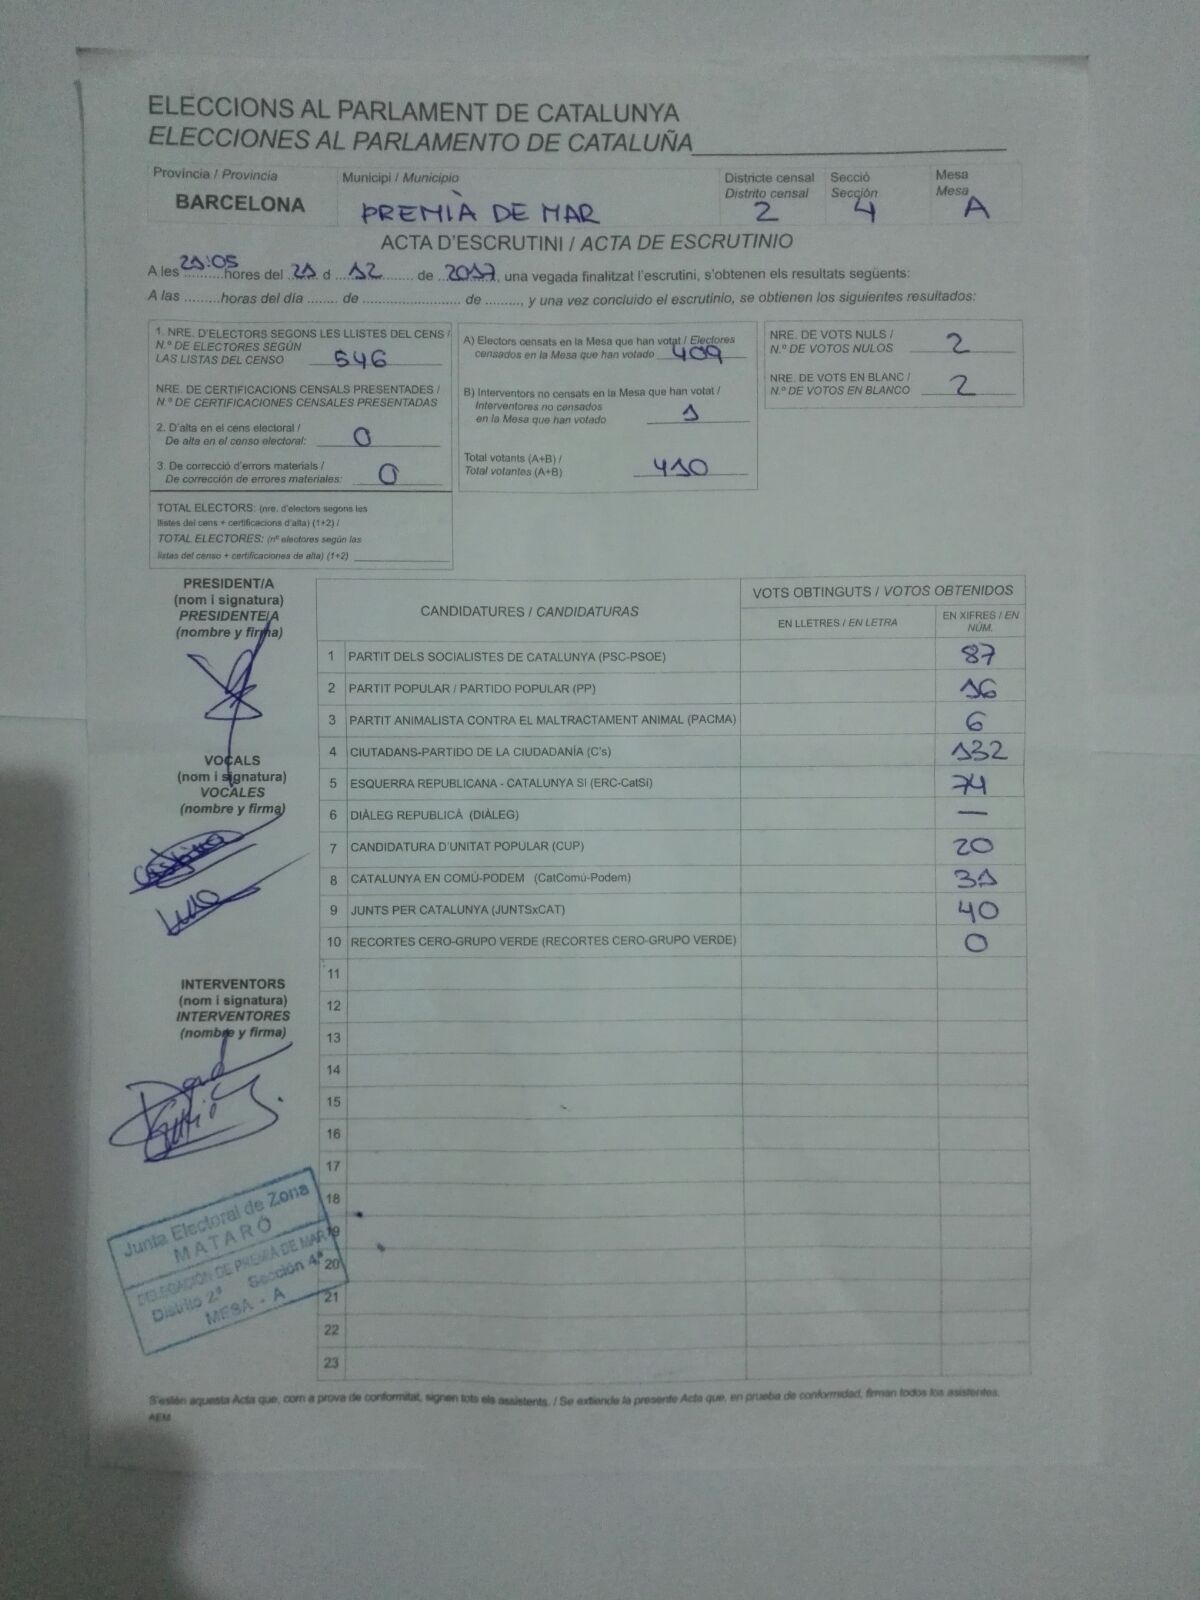 ELECCIONS AL PARLAMENT DE CATALUNYA
ELECCIONES AL PARLAMENTO DE CATALUÑA
Provincia / Provincia
BARCELONA
Municipi / Municipio
PREMIÀ DE MAR
Districte censal
Distrito censal
2
Secció
Sección
4
Mesa
Mesa
A
ACTA D'ESCRUTINI / ACTA DE ESCRUTINIO
A les 21:05 hores del 21 d 12 de 2017, una vegada finalitzat l'escrutini, s'obtenen els resultats següents:
A las .........horas del día ........ de ......................... de .........., y una vez concluido el escrutinio, se obtienen los siguientes resultados:
1. NRE. D'ELECTORS SEGONS LES LLISTES DEL CENS /
N.º DE ELECTORES SEGÚN
LAS LISTAS DEL CENSO 546
NRE. DE CERTIFICACIONS CENSALS PRESENTADES /
N.º DE CERTIFICACIONES CENSALES PRESENTADAS
2. D'alta en el cens electoral /
De alta en el censo electoral: 0
3. De correcció d'errors materials /
De corrección de errores materiales: 0
TOTAL ELECTORS: (nre. d'electors segons les
llistes del cens + certificacions d'alta) (1+2) /
TOTAL ELECTORES: (nº electores según las
listas del censo + certificaciones de alta) (1+2)
A) Electors censats en la Mesa que han votat / Electores
censados en la Mesa que han votado 409
B) Interventors no censats en la Mesa que han votat /
Interventores no censados
en la Mesa que han votado 1
Total votants (A+B) /
Total votantes (A+B) 410
NRE. DE VOTS NULS /
N.º DE VOTOS NULOS 2
NRE. DE VOTS EN BLANC /
N.º DE VOTOS EN BLANCO 2
PRESIDENT/A
(nom i signatura)
PRESIDENTE/A
(nombre y firma)
VOCALS
(nom i signatura)
VOCALES
(nombre y firma)
INTERVENTORS
(nom i signatura)
INTERVENTORES
(nombre y firma)
CANDIDATURES / CANDIDATURAS
VOTS OBTINGUTS / VOTOS OBTENIDOS
EN LLETRES / EN LETRA
EN XIFRES / EN
NÚM.
1 PARTIT DELS SOCIALISTES DE CATALUNYA (PSC-PSOE) 87
2 PARTIT POPULAR / PARTIDO POPULAR (PP) 16
3 PARTIT ANIMALISTA CONTRA EL MALTRACTAMENT ANIMAL (PACMA) 6
4 CIUTADANS-PARTIDO DE LA CIUDADANÍA (C's) 132
5 ESQUERRA REPUBLICANA - CATALUNYA SI (ERC-CatSí) 74
6 DIÀLEG REPUBLICÀ (DIÀLEG) —
7 CANDIDATURA D'UNITAT POPULAR (CUP) 20
8 CATALUNYA EN COMÚ-PODEM (CatComú-Podem) 31
9 JUNTS PER CATALUNYA (JUNTSxCAT) 40
10 RECORTES CERO-GRUPO VERDE (RECORTES CERO-GRUPO VERDE) 0
11
12
13
14
15
16
17
18
19
20
21
22
23
Junta Electoral de Zona
MATARÓ
DELEGACIÓN DE PREMIÀ DE MAR
Distrito 2ª Sección 4ª
MESA - A
S'estén aquesta Acta que, com a prova de conformitat, signen tots els assistents. / Se extiende la presente Acta que, en prueba de conformidad, firman todos los asistentes.
AEM